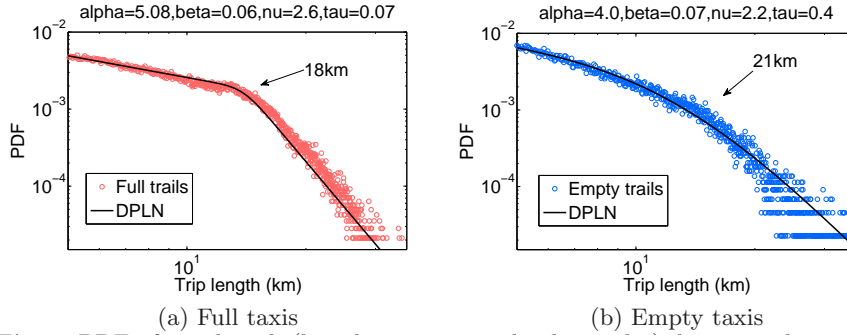 alpha=5.08,beta=0.06,nu=2.6,tau=0.07
10^-2
10^-3
10^-4
PDF
18km
Full trails
DPLN
10^1
Trip length (km)
(a) Full taxis
alpha=4.0,beta=0.07,nu=2.2,tau=0.4
10^-2
10^-3
10^-4
PDF
21km
Empty trails
DPLN
10^1
Trip length (km)
(b) Empty taxis